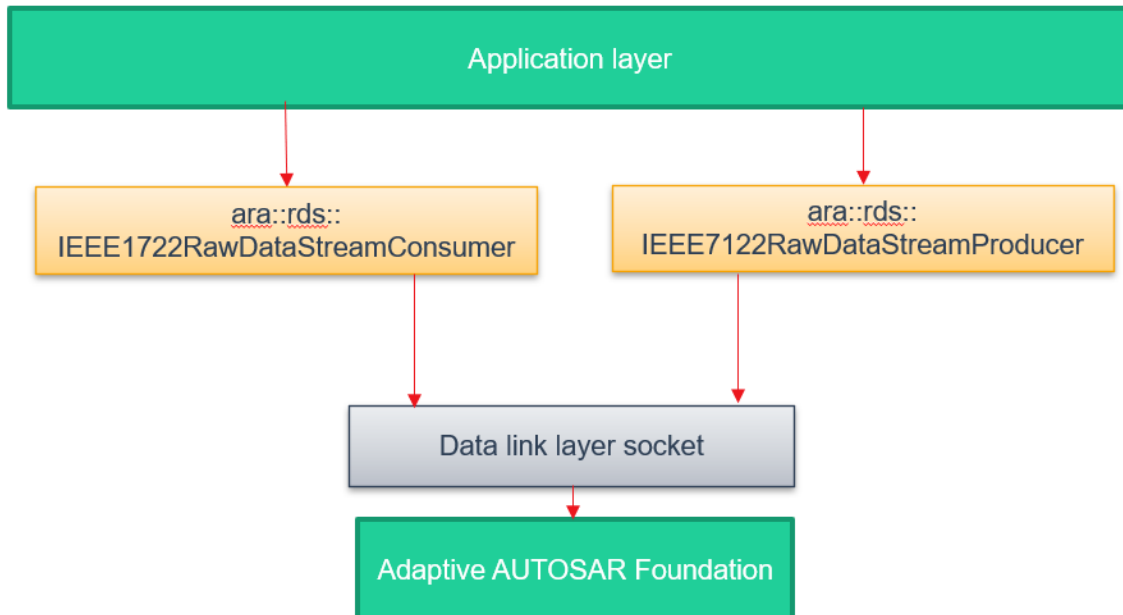 Application layer
ara::rds::
IEEE1722RawDataStreamConsumer
ara::rds::
IEEE7122RawDataStreamProducer
Data link layer socket
Adaptive AUTOSAR Foundation